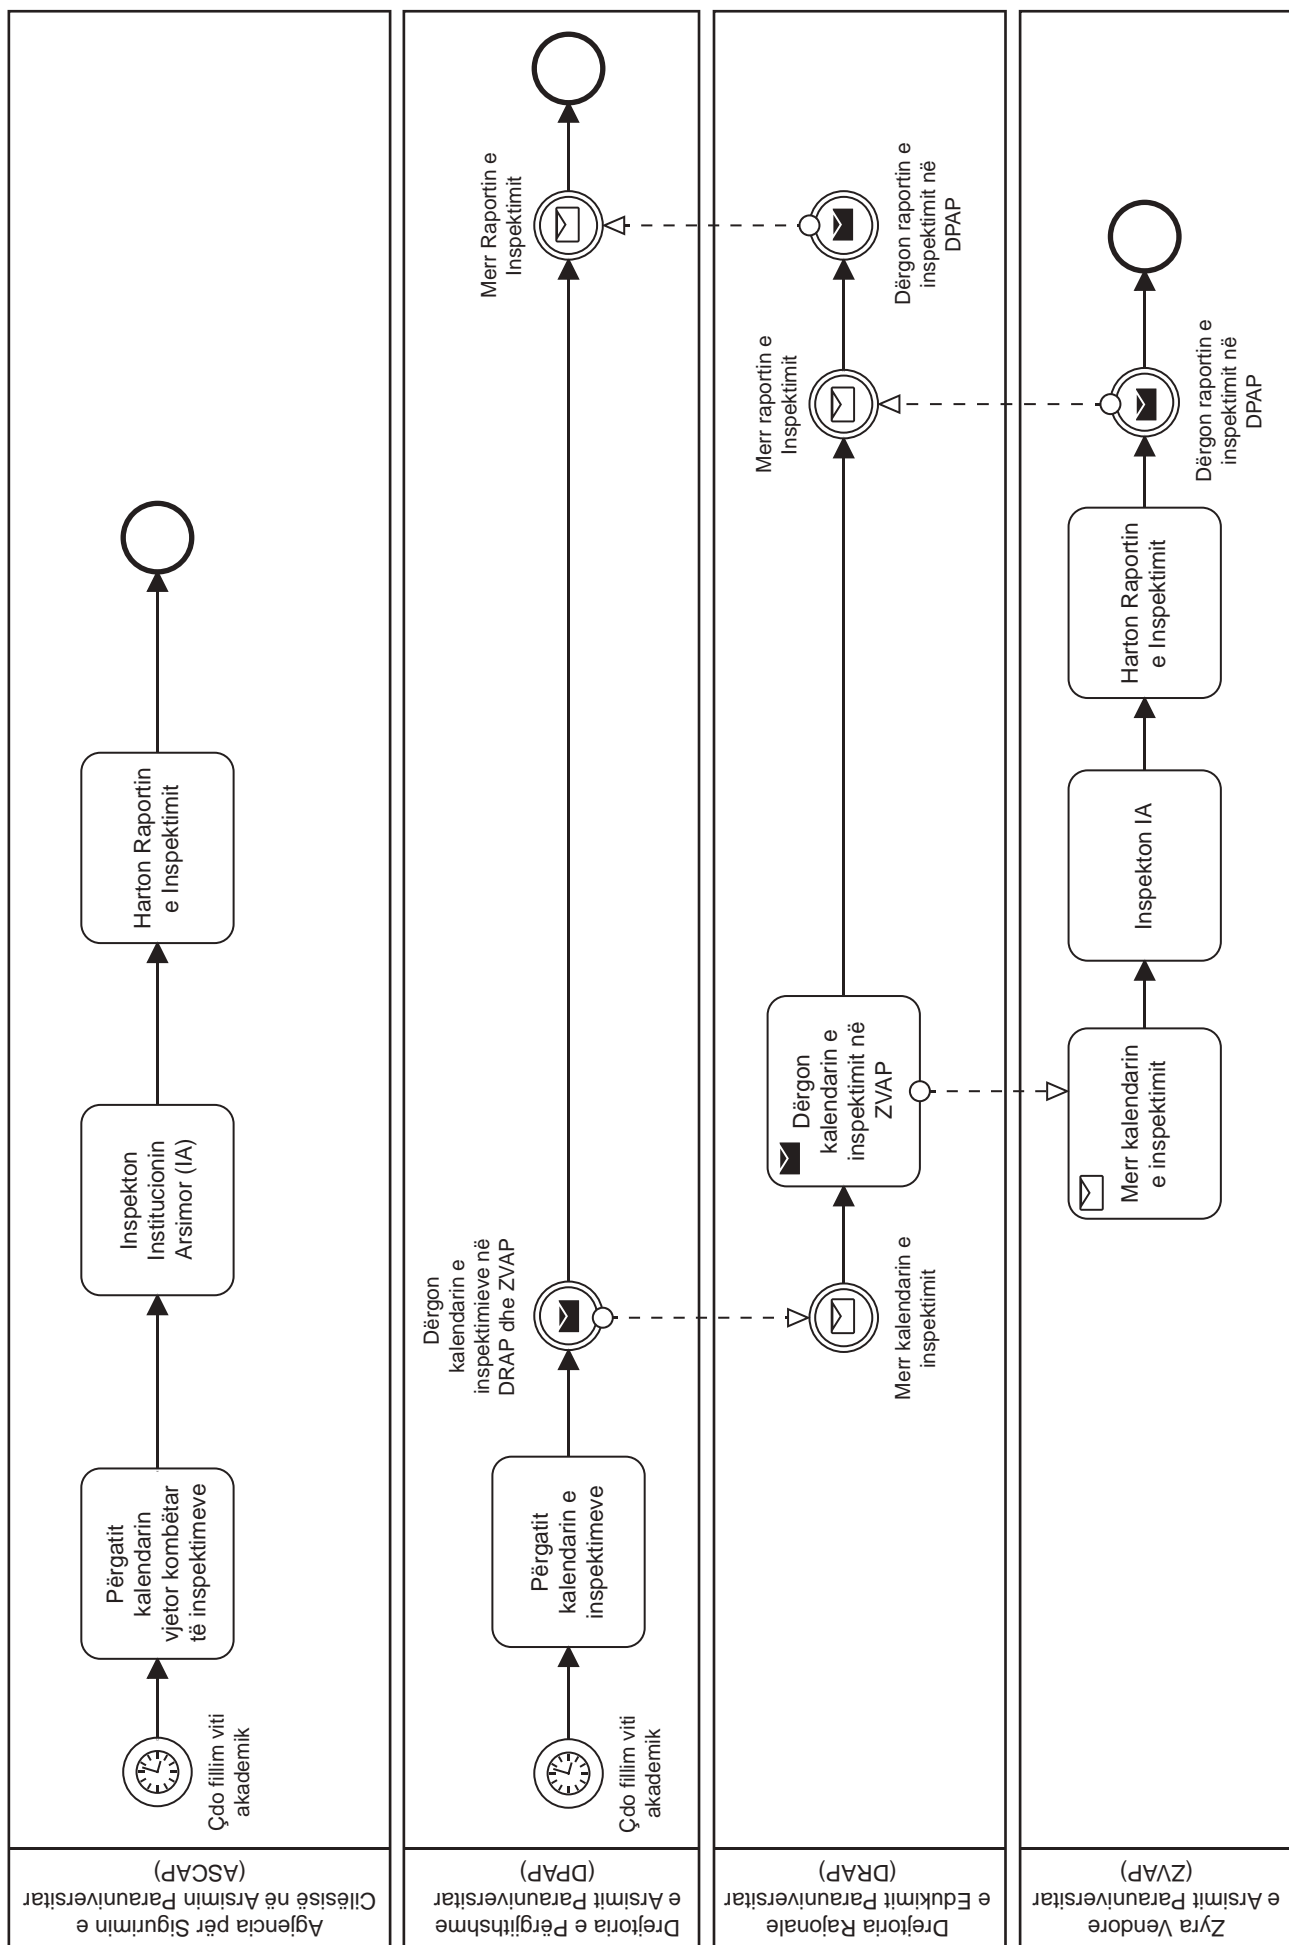 Agjencia për Sigurimin e
Cilësisë në Arsimin Parauniversitar
(ASCAP)
Çdo fillim viti
akademik
Përgatit
kalendarin
vjetor kombëtar
të inspektimeve
Inspekton
Institucionin
Arsimor (IA)
Harton Raportin
e Inspektimit
Drejtoria e Përgjithshme
e Arsimit Parauniversitar
(DPAP)
Çdo fillim viti
akademik
Përgatit
kalendarin e
inspektimeve
Dërgon
kalendarin e
inspektimieve në
DRAP dhe ZVAP
Merr Raportin e
Inspektimit
Drejtoria Rajonale
e Edukimit Parauniversitar
(DRAP)
Merr kalendarin e
inspektimit
Dërgon
kalendarin e
inspektimit në
ZVAP
Merr raportin e
Inspektimit
Dërgon raportin e
inspektimit në
DPAP
Zyra Vendore
e Arsimit Parauniversitar
(ZVAP)
Merr kalendarin
e inspektimit
Inspekton IA
Harton Raportin
e Inspektimit
Dërgon raportin e
inspektimit në
DPAP